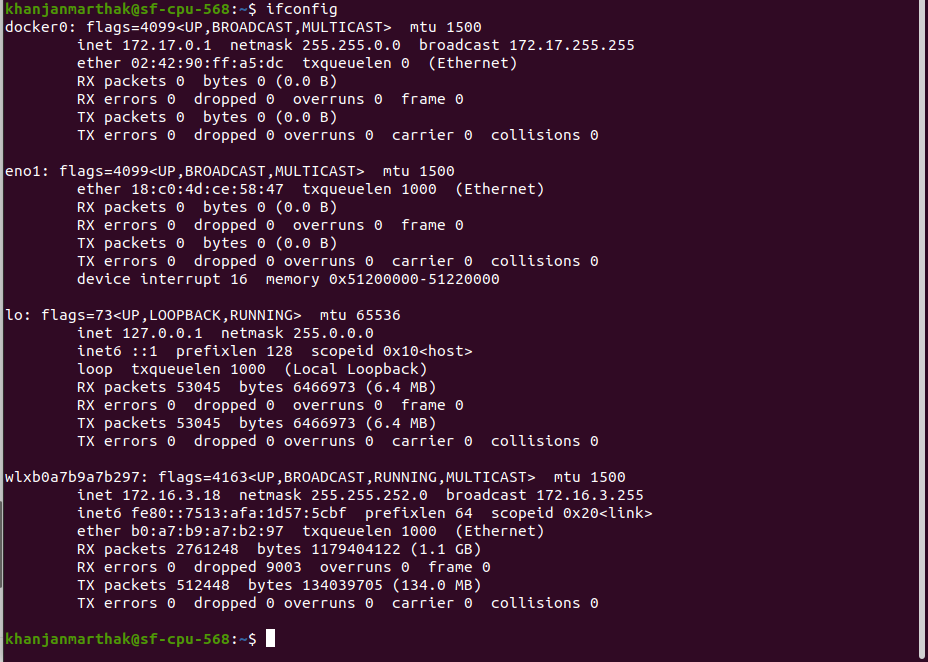 khanjanmarthak@sf-cpu-568:~$ ifconfig
docker0: flags=4099<UP,BROADCAST,MULTICAST>  mtu 1500
        inet 172.17.0.1  netmask 255.255.0.0  broadcast 172.17.255.255
        ether 02:42:90:ff:a5:dc  txqueuelen 0  (Ethernet)
        RX packets 0  bytes 0 (0.0 B)
        RX errors 0  dropped 0  overruns 0  frame 0
        TX packets 0  bytes 0 (0.0 B)
        TX errors 0  dropped 0 overruns 0  carrier 0  collisions 0

eno1: flags=4099<UP,BROADCAST,MULTICAST>  mtu 1500
        ether 18:c0:4d:ce:58:47  txqueuelen 1000  (Ethernet)
        RX packets 0  bytes 0 (0.0 B)
        RX errors 0  dropped 0  overruns 0  frame 0
        TX packets 0  bytes 0 (0.0 B)
        TX errors 0  dropped 0 overruns 0  carrier 0  collisions 0
        device interrupt 16  memory 0x51200000-51220000

lo: flags=73<UP,LOOPBACK,RUNNING>  mtu 65536
        inet 127.0.0.1  netmask 255.0.0.0
        inet6 ::1  prefixlen 128  scopeid 0x10<host>
        loop  txqueuelen 1000  (Local Loopback)
        RX packets 53045  bytes 6466973 (6.4 MB)
        RX errors 0  dropped 0  overruns 0  frame 0
        TX packets 53045  bytes 6466973 (6.4 MB)
        TX errors 0  dropped 0 overruns 0  carrier 0  collisions 0

wlxb0a7b9a7b297: flags=4163<UP,BROADCAST,RUNNING,MULTICAST>  mtu 1500
        inet 172.16.3.18  netmask 255.255.252.0  broadcast 172.16.3.255
        inet6 fe80::7513:afa:1d57:5cbf  prefixlen 64  scopeid 0x20<link>
        ether b0:a7:b9:a7:b2:97  txqueuelen 1000  (Ethernet)
        RX packets 2761248  bytes 1179404122 (1.1 GB)
        RX errors 0  dropped 9003  overruns 0  frame 0
        TX packets 512448  bytes 134039705 (134.0 MB)
        TX errors 0  dropped 0 overruns 0  carrier 0  collisions 0

khanjanmarthak@sf-cpu-568:~$